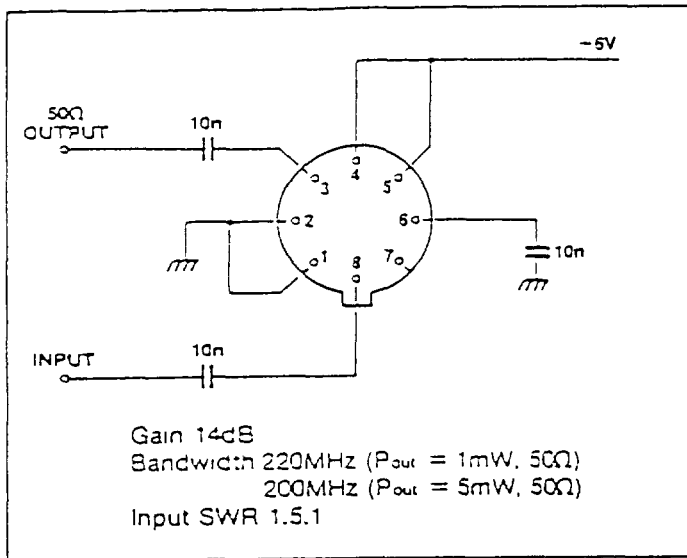 -6V
50Ω
OUTPUT
10n
3
4
5
2
6
1
8
7
10n
INPUT
10n
Gain 14dB
Bandwidth 220MHz (Pout = 1mW, 50Ω)
200MHz (Pout = 5mW, 50Ω)
Input SWR 1.5.1